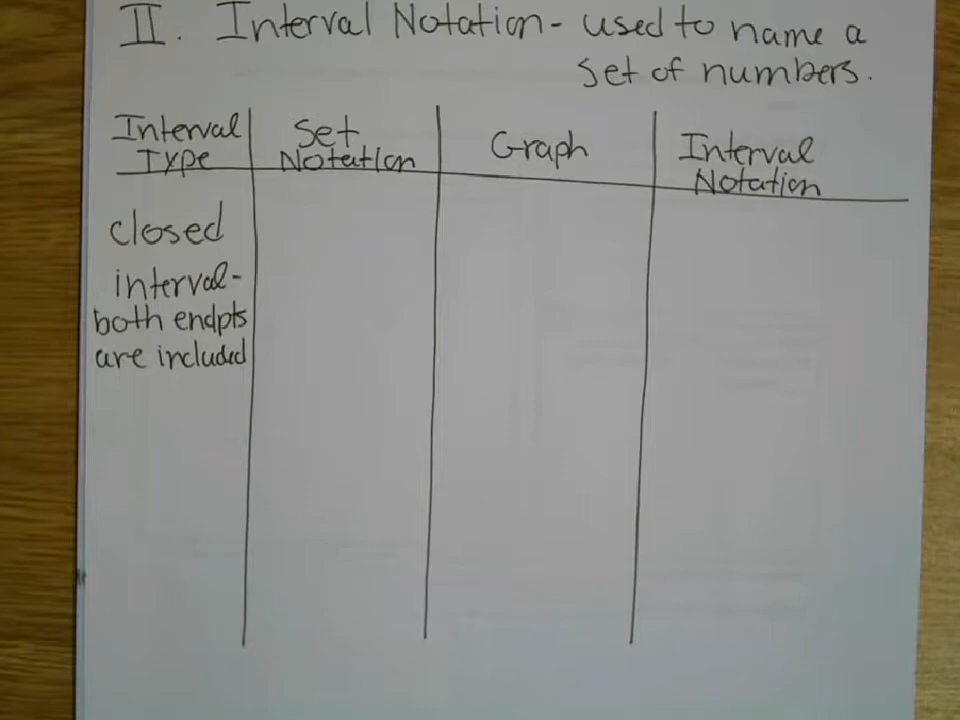 II. Interval Notation - used to name a
set of numbers.
Interval Type
Set Notation
Graph
Interval Notation
closed
interval-
both endpts
are included